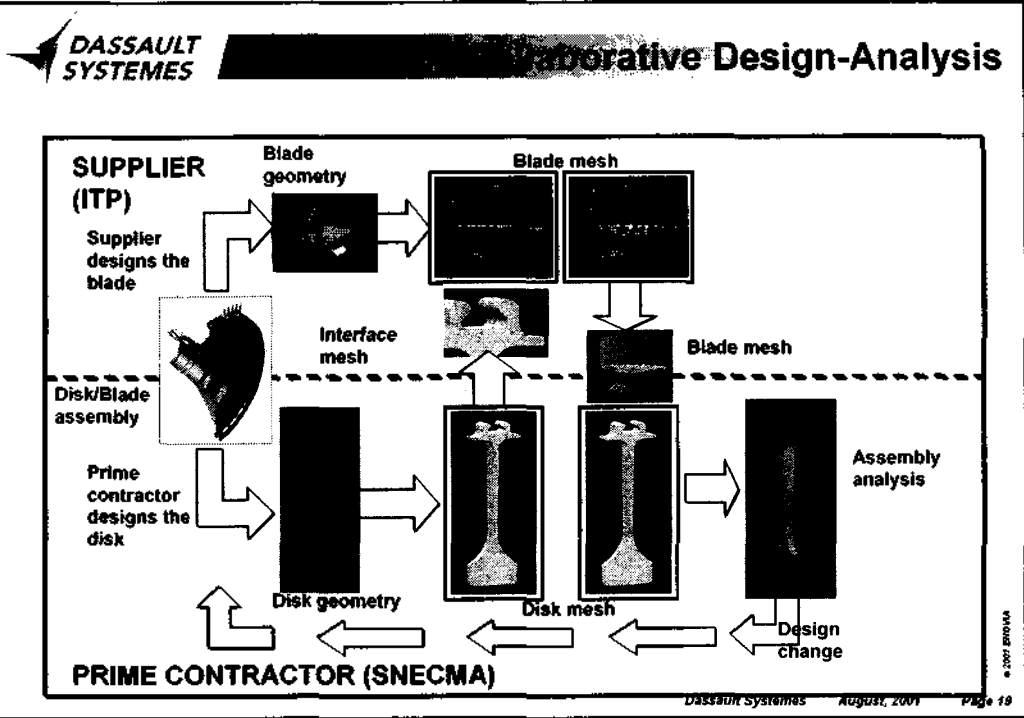 DASSAULT
SYSTEMES
Design-Analysis
SUPPLIER
(ITP)
Blade
geometry
Blade mesh
Supplier
designs the
blade
Interface
mesh
Blade mesh
Disk/Blade
assembly
Prime
contractor
designs the
disk
Assembly
analysis
Disk geometry
Disk mesh
Design
change
PRIME CONTRACTOR (SNECMA)
© 2001 ENOVIA
Dassault Systemes August, 2001 Page 19